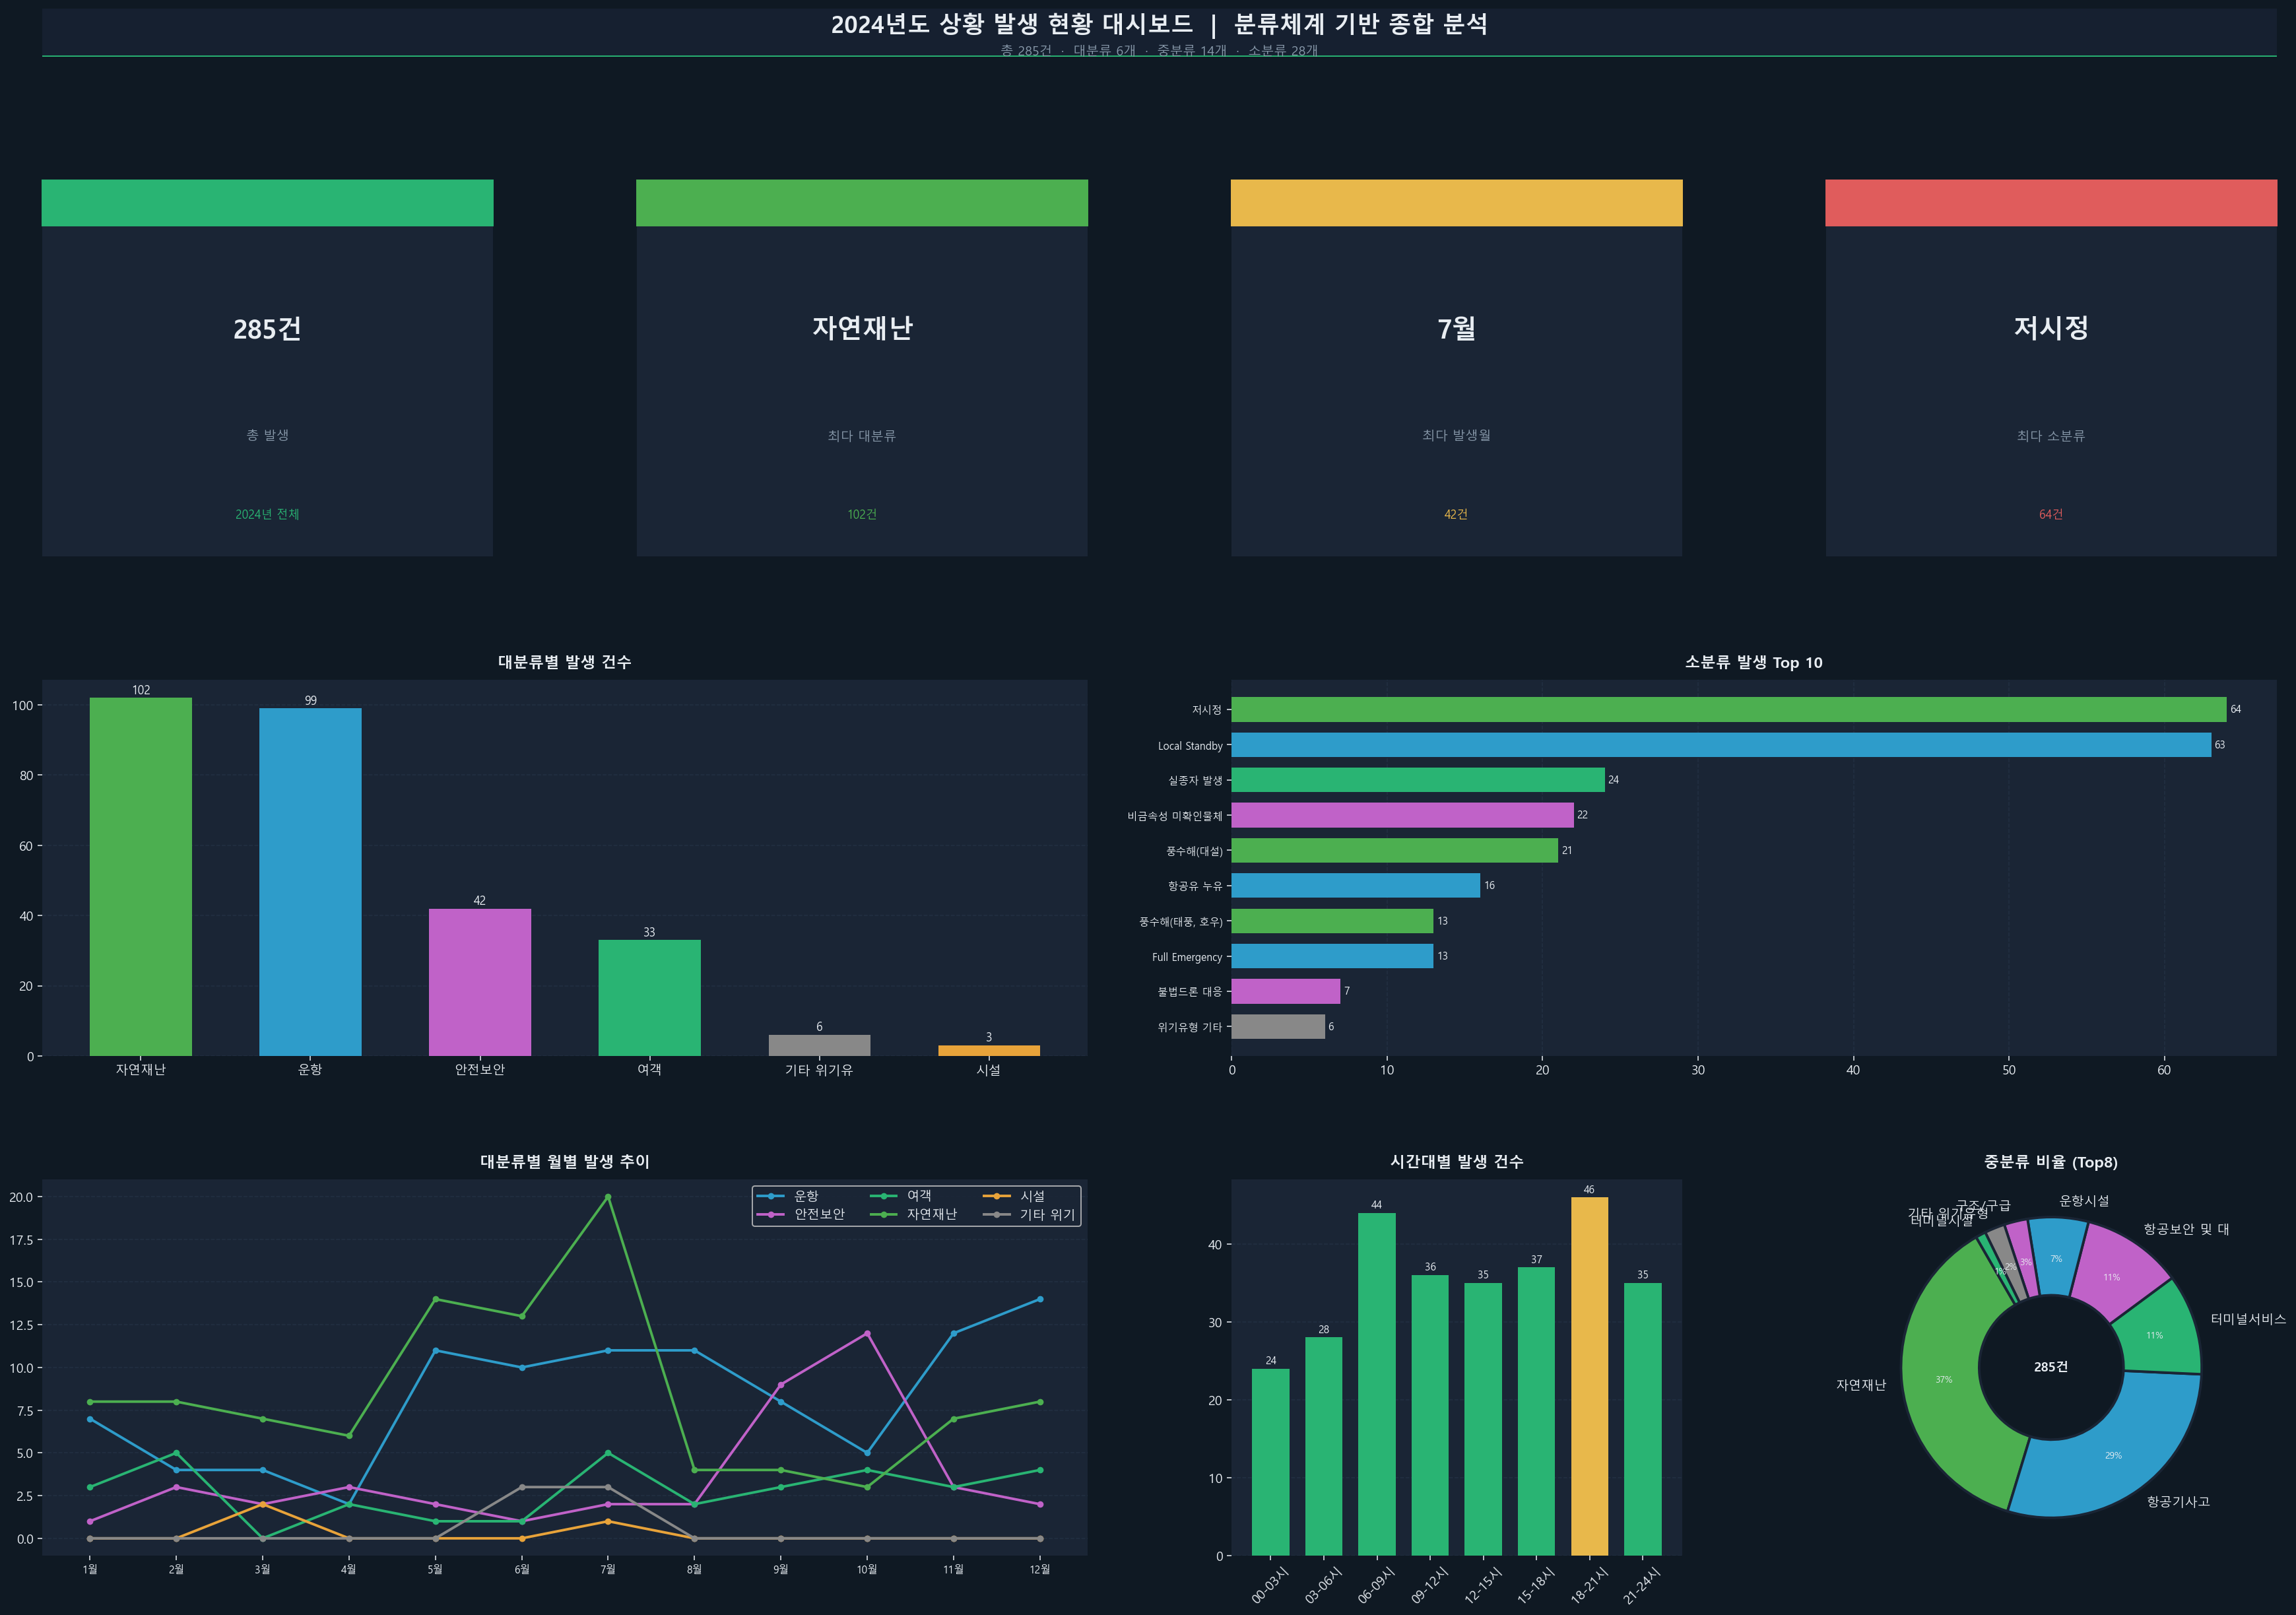 2024년도 상황 발생 현황 대시보드 | 분류체계 기반 종합 분석
총 285건 · 대분류 6개 · 중분류 14개 · 소분류 28개
285건
총 발생
2024년 전체
자연재난
최다 대분류
102건
7월
최다 발생월
42건
저시정
최다 소분류
64건
대분류별 발생 건수
100
80
60
40
20
0
102
99
42
33
6
3
자연재난
운항
안전보안
여객
기타 위기유
시설
소분류 발생 Top 10
저시정 64
Local Standby 63
실종자 발생 24
비금속성 미확인물체 22
풍수해(대설) 21
항공유 누유 16
풍수해(태풍, 호우) 13
Full Emergency 13
불법드론 대응 7
위기유형 기타 6
0 10 20 30 40 50 60
대분류별 월별 발생 추이
운항 여객 시설
안전보안 자연재난 기타 위기
20.0
17.5
15.0
12.5
10.0
7.5
5.0
2.5
0.0
1월 2월 3월 4월 5월 6월 7월 8월 9월 10월 11월 12월
시간대별 발생 건수
40
30
20
10
0
24
28
44
36
35
37
46
35
00-03시
03-06시
06-09시
09-12시
12-15시
15-18시
18-21시
21-24시
중분류 비율 (Top8)
운항시설
구조/구급
기타 위기유형
터미널시설
항공보안 및 대
터미널서비스
자연재난
항공기사고
7%
3%
2%
1%
11%
11%
37%
29%
285건